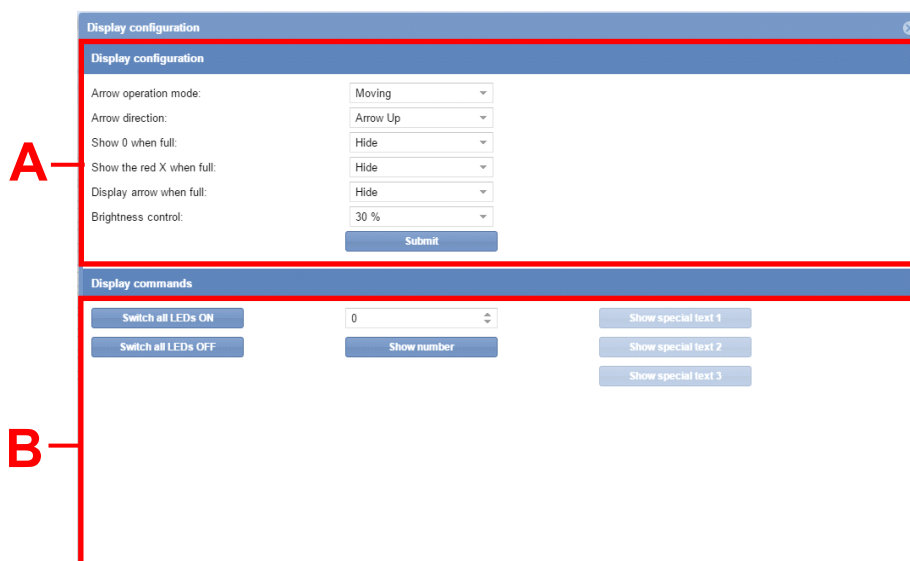 Display configuration
Display configuration
Arrow operation mode: Moving
Arrow direction: Arrow Up
Show 0 when full: Hide
A
Show the red X when full: Hide
Display arrow when full: Hide
Brightness control: 30 %
Submit
Display commands
Switch all LEDs ON 0 Show special text 1
Switch all LEDs OFF Show number Show special text 2
Show special text 3
B